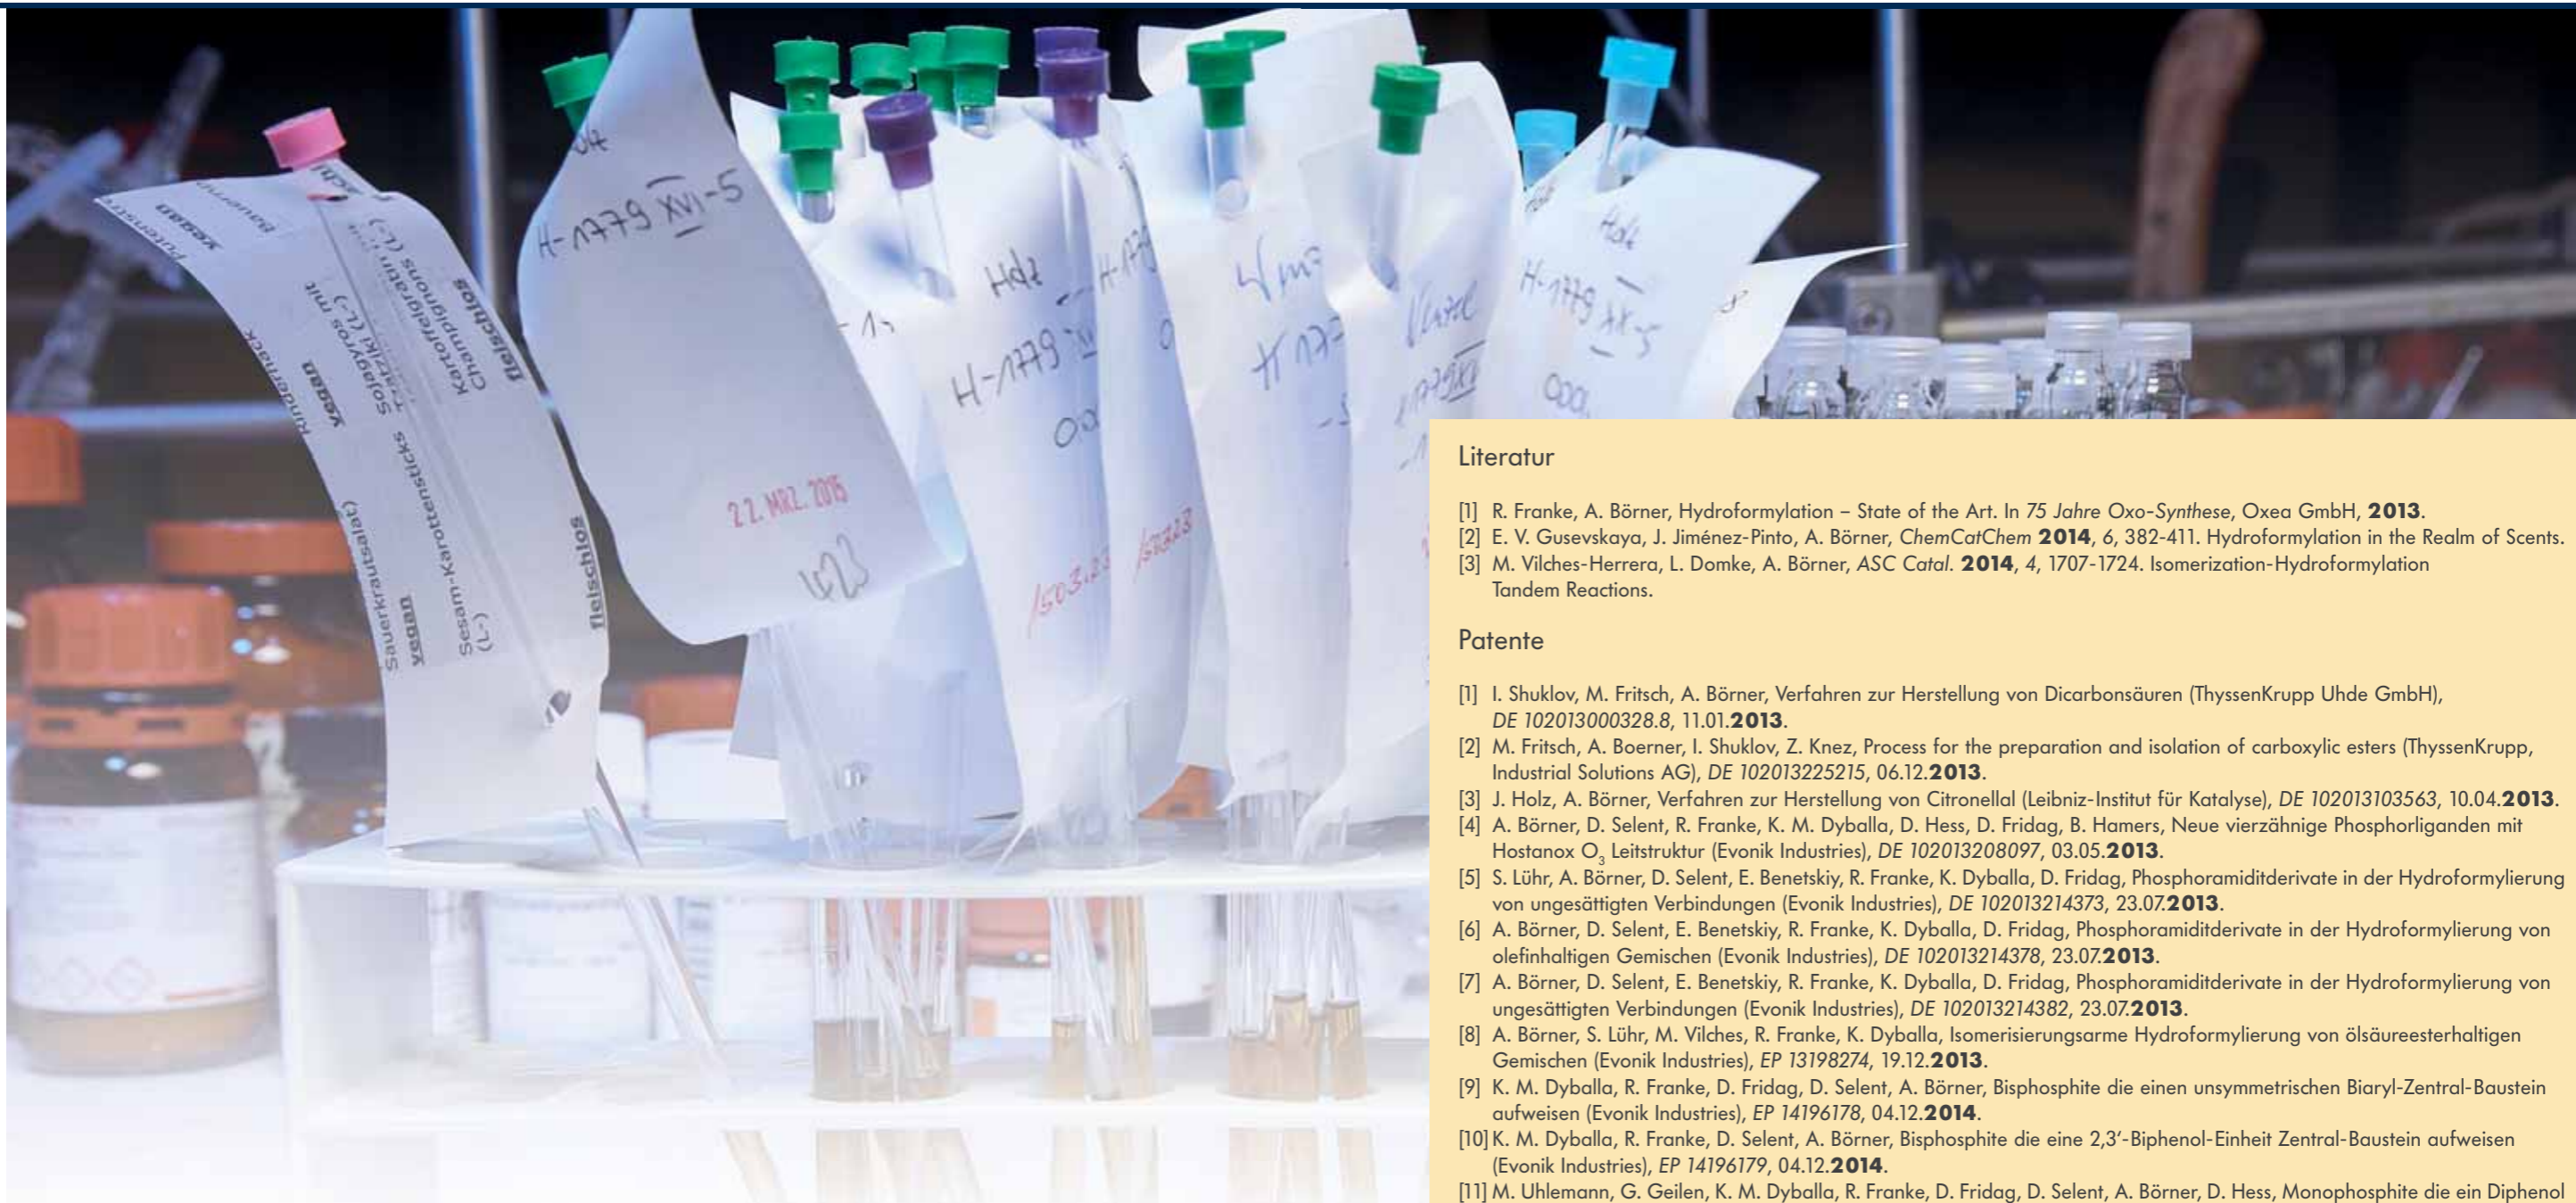 fleischlos
Kartoffelgratin
Champignons (L-)
vegan
Sojagyros mit
Tzatziki (L-)
vegan
Sesam-Karottensticks
(L-)
fleischlos
Sauerkrautsalat)
vegan
H-1779 XVI-5
22. MRZ. 2015
Hdz
H-1779
H-1779 XX-5
Literatur
[1] R. Franke, A. Börner, Hydroformylation – State of the Art. In 75 Jahre Oxo-Synthese, Oxea GmbH, 2013.
[2] E. V. Gusevskaya, J. Jiménez-Pinto, A. Börner, ChemCatChem 2014, 6, 382-411. Hydroformylation in the Realm of Scents.
[3] M. Vilches-Herrera, L. Domke, A. Börner, ASC Catal. 2014, 4, 1707-1724. Isomerization-Hydroformylation
Tandem Reactions.
Patente
[1] I. Shuklov, M. Fritsch, A. Börner, Verfahren zur Herstellung von Dicarbonsäuren (ThyssenKrupp Uhde GmbH),
DE 102013000328.8, 11.01.2013.
[2] M. Fritsch, A. Boerner, I. Shuklov, Z. Knez, Process for the preparation and isolation of carboxylic esters (ThyssenKrupp,
Industrial Solutions AG), DE 102013225215, 06.12.2013.
[3] J. Holz, A. Börner, Verfahren zur Herstellung von Citronellal (Leibniz-Institut für Katalyse), DE 102013103563, 10.04.2013.
[4] A. Börner, D. Selent, R. Franke, K. M. Dyballa, D. Hess, D. Fridag, B. Hamers, Neue vierzähnige Phosphorliganden mit
Hostanox O3 Leitstruktur (Evonik Industries), DE 102013208097, 03.05.2013.
[5] S. Lühr, A. Börner, D. Selent, E. Benetskiy, R. Franke, K. Dyballa, D. Fridag, Phosphoramiditderivate in der Hydroformylierung
von ungesättigten Verbindungen (Evonik Industries), DE 102013214373, 23.07.2013.
[6] A. Börner, D. Selent, E. Benetskiy, R. Franke, K. Dyballa, D. Fridag, Phosphoramiditderivate in der Hydroformylierung von
olefinhaltigen Gemischen (Evonik Industries), DE 102013214378, 23.07.2013.
[7] A. Börner, D. Selent, E. Benetskiy, R. Franke, K. Dyballa, D. Fridag, Phosphoramiditderivate in der Hydroformylierung von
ungesättigten Verbindungen (Evonik Industries), DE 102013214382, 23.07.2013.
[8] A. Börner, S. Lühr, M. Vilches, R. Franke, K. Dyballa, Isomerisierungsarme Hydroformylierung von ölsäureesterhaltigen
Gemischen (Evonik Industries), EP 13198274, 19.12.2013.
[9] K. M. Dyballa, R. Franke, D. Fridag, D. Selent, A. Börner, Bisphosphite die einen unsymmetrischen Biaryl-Zentral-Baustein
aufweisen (Evonik Industries), EP 14196178, 04.12.2014.
[10] K. M. Dyballa, R. Franke, D. Selent, A. Börner, Bisphosphite die eine 2,3‘-Biphenol-Einheit Zentral-Baustein aufweisen
(Evonik Industries), EP 14196179, 04.12.2014.
[11] M. Uhlemann, G. Geilen, K. M. Dyballa, R. Franke, D. Fridag, D. Selent, A. Börner, D. Hess, Monophosphite die ein Diphenol